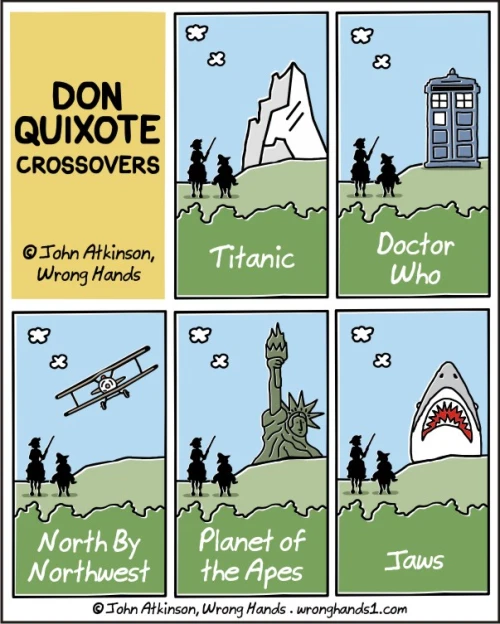 DON
QUIXOTE
CROSSOVERS
© John Atkinson,
Wrong Hands
Titanic
Doctor
Who
North By
Northwest
Planet of
the Apes
Jaws
© John Atkinson, Wrong Hands • wronghands1.com